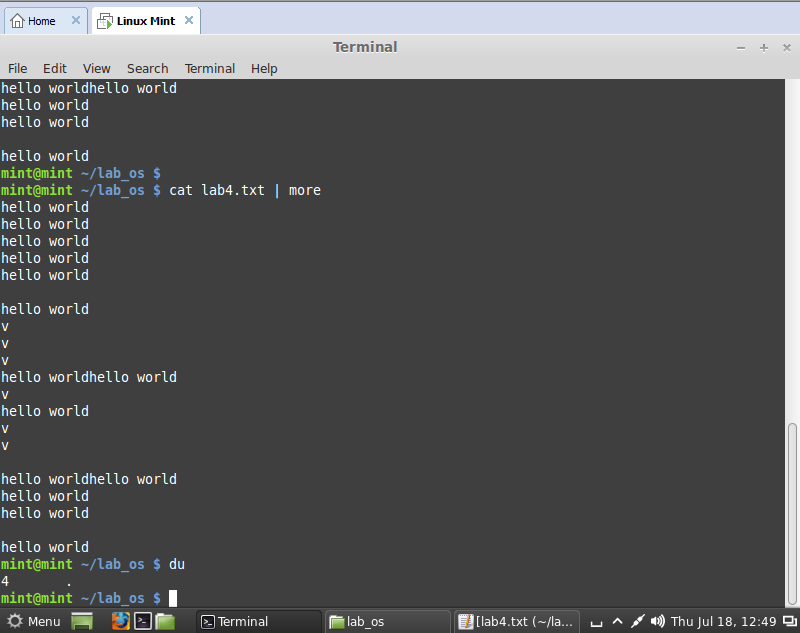 Home
Linux Mint
Terminal
File Edit View Search Terminal Help
hello worldhello world
hello world
hello world

hello world
mint@mint ~/lab_os $
mint@mint ~/lab_os $ cat lab4.txt | more
hello world
hello world
hello world
hello world
hello world

hello world
v
v
v
hello worldhello world
v
hello world
v
v

hello worldhello world
hello world
hello world

hello world
mint@mint ~/lab_os $ du
4 .
mint@mint ~/lab_os $
Menu Terminal lab_os [lab4.txt (~/la... Thu Jul 18, 12:49